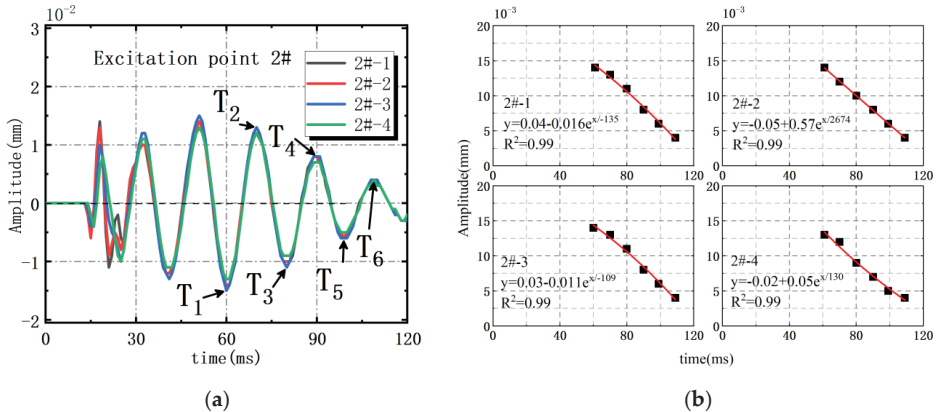 ×10⁻²
3
2
1
0
-1
-2
0
30
60
90
120
Amplitude(mm)
time(ms)
Excitation point 2#
2#-1
2#-2
2#-3
2#-4
T₂
T₄
T₁
T₃
T₅
T₆
(a)
×10⁻³
20
15
10
5
0
2#-1
y=0.04-0.016e^x/-135
R²=0.99
×10⁻²
20
15
10
5
0
2#-2
y=-0.05+0.57e^x/2674
R²=0.99
Amplitude(mm)
20
15
10
5
0
2#-3
y=0.03-0.011e^x/-109
R²=0.99
0
40
80
120
20
15
10
5
0
2#-4
y=-0.02+0.05e^x/130
R²=0.99
0
40
80
120
time(ms)
(b)